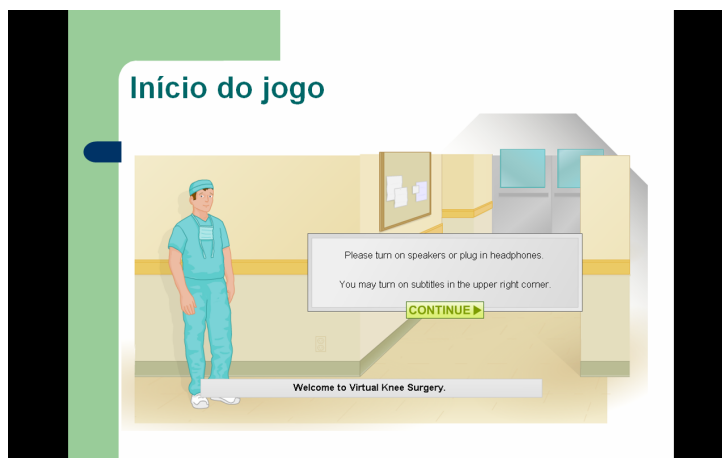 Início do jogo
Please turn on speakers or plug in headphones.
You may turn on subtitles in the upper right corner.
CONTINUE
Welcome to Virtual Knee Surgery.